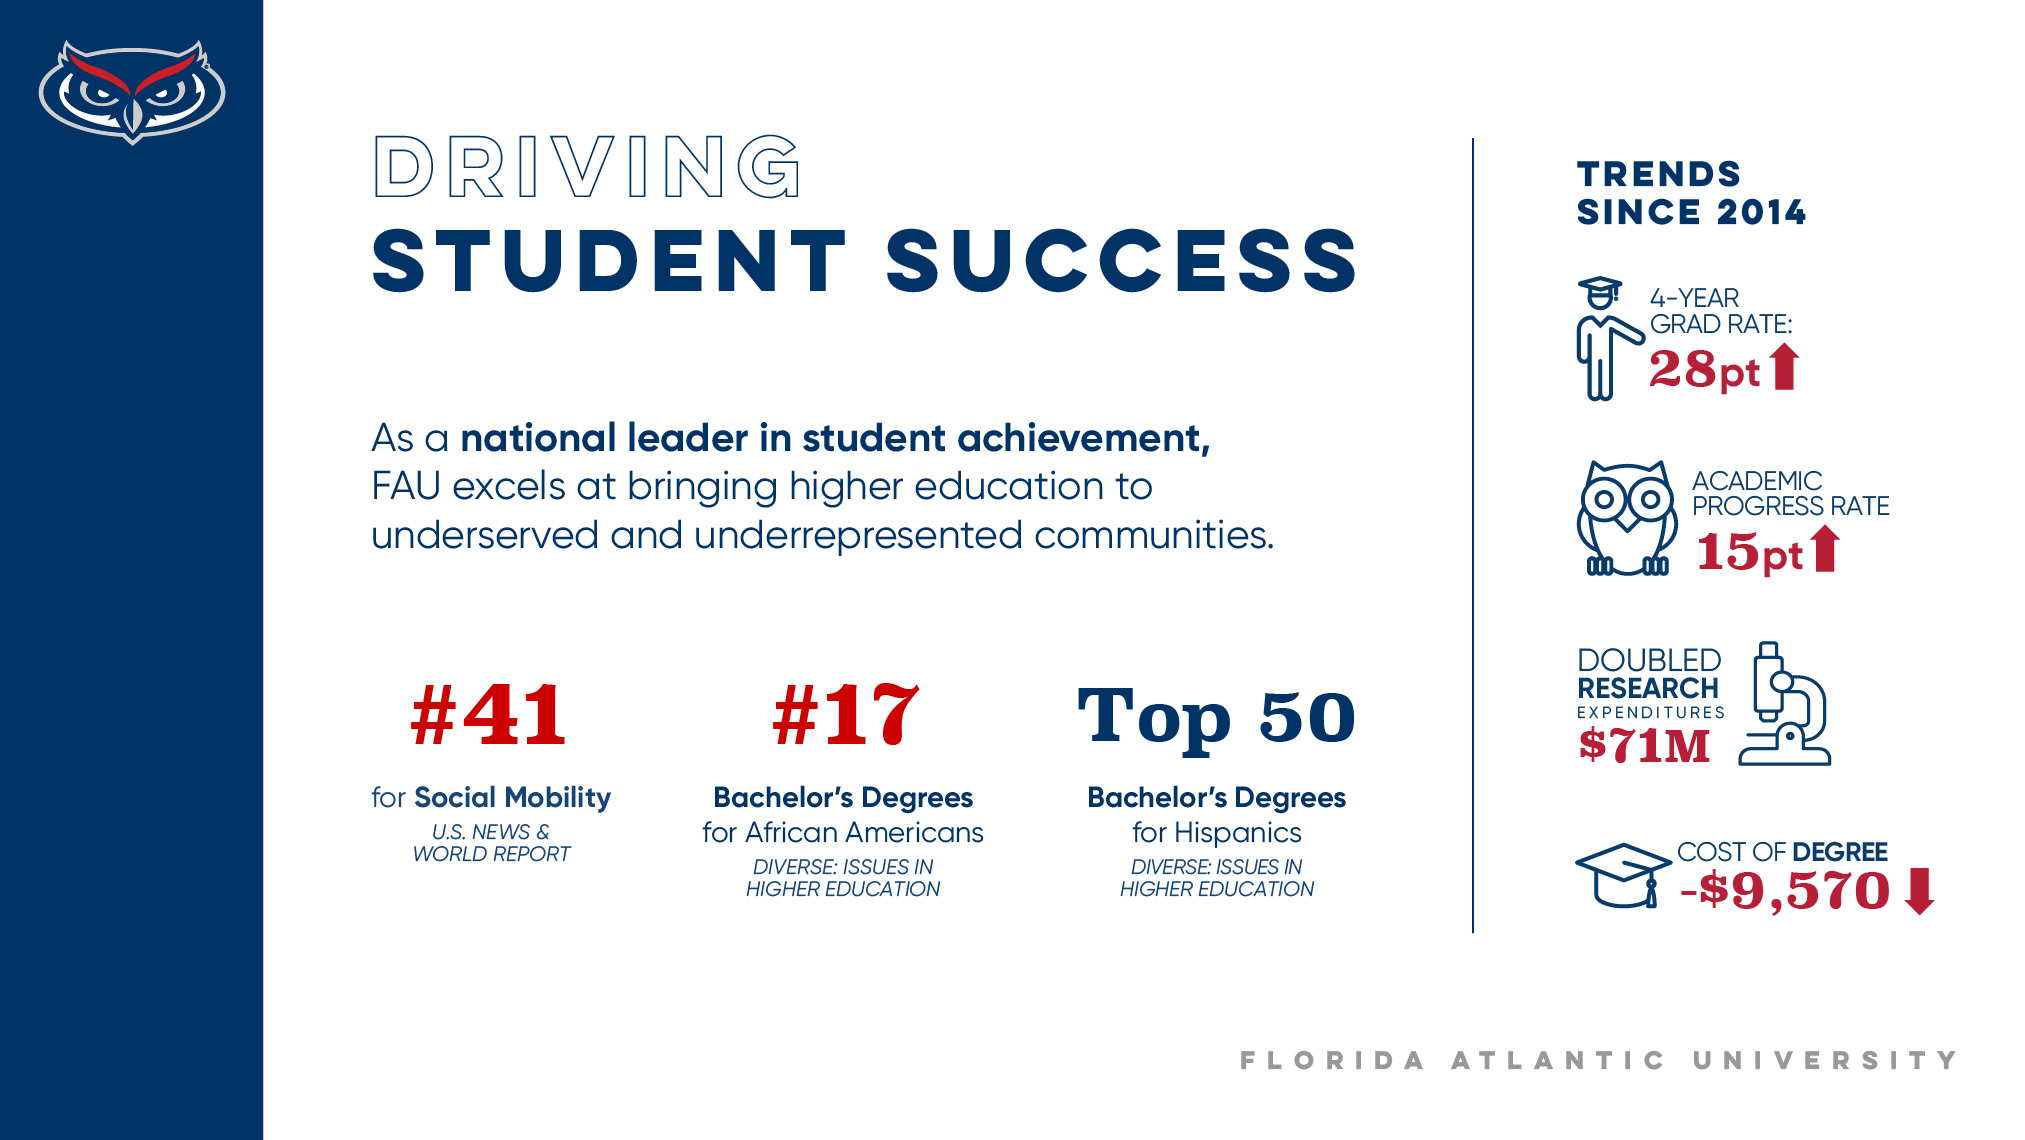 DRIVING
STUDENT SUCCESS
As a national leader in student achievement,
FAU excels at bringing higher education to
underserved and underrepresented communities.
#41
for Social Mobility
U.S. NEWS &
WORLD REPORT
#17
Bachelor's Degrees
for African Americans
DIVERSE: ISSUES IN
HIGHER EDUCATION
Top 50
Bachelor's Degrees
for Hispanics
DIVERSE: ISSUES IN
HIGHER EDUCATION
TRENDS
SINCE 2014
4-YEAR
GRAD RATE:
28pt
ACADEMIC
PROGRESS RATE
15pt
DOUBLED
RESEARCH
EXPENDITURES
$71M
COST OF DEGREE
-$9,570
FLORIDA ATLANTIC UNIVERSITY